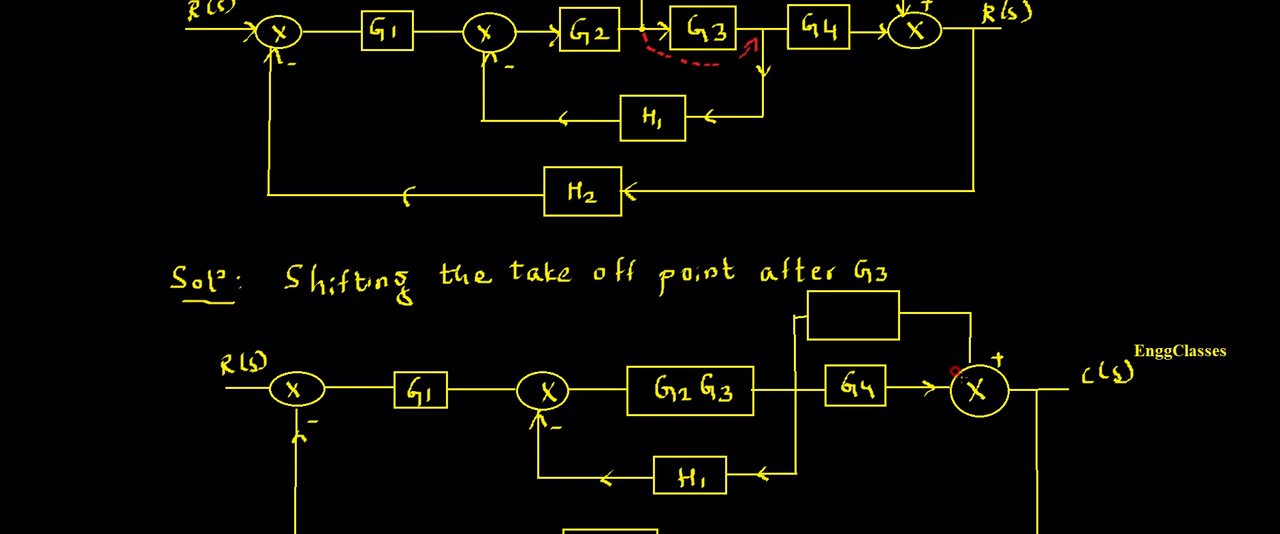 R(s) + R(s)
X G1 X G2 G3 G4 X
- -
H1
H2
Soln: Shifting the take off point after G3
R(s) + C(s) EnggClasses
X G1 X G2 G3 G4 X
- -
H1